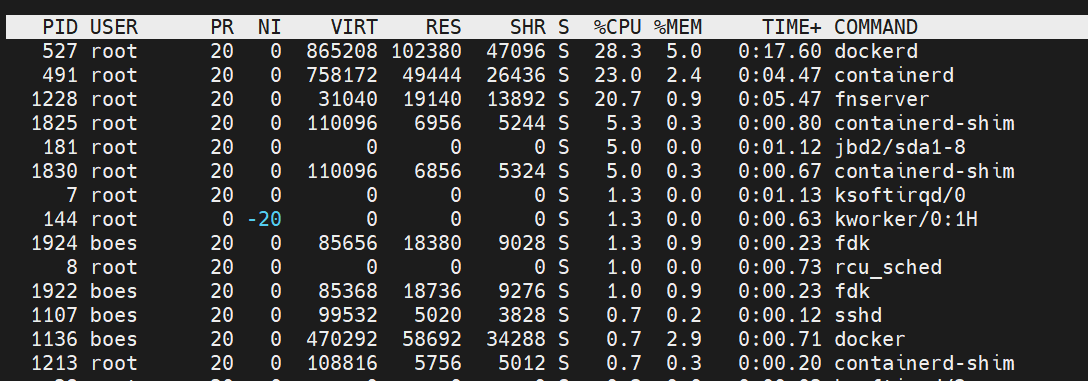 PID USER PR NI VIRT RES SHR S %CPU %MEM TIME+ COMMAND
527 root 20 0 865208 102380 47096 S 28.3 5.0 0:17.60 dockerd
491 root 20 0 758172 49444 26436 S 23.0 2.4 0:04.47 containerd
1228 root 20 0 31040 19140 13892 S 20.7 0.9 0:05.47 fnserver
1825 root 20 0 110096 6956 5244 S 5.3 0.3 0:00.80 containerd-shim
181 root 20 0 0 0 0 S 5.0 0.0 0:01.12 jbd2/sda1-8
1830 root 20 0 110096 6856 5324 S 5.0 0.3 0:00.67 containerd-shim
7 root 20 0 0 0 0 S 1.3 0.0 0:01.13 ksoftirqd/0
144 root 0 -20 0 0 0 S 1.3 0.0 0:00.63 kworker/0:1H
1924 boes 20 0 85656 18380 9028 S 1.3 0.9 0:00.23 fdk
8 root 20 0 0 0 0 S 1.0 0.0 0:00.73 rcu_sched
1922 boes 20 0 85368 18736 9276 S 1.0 0.9 0:00.23 fdk
1107 boes 20 0 99532 5020 3828 S 0.7 0.2 0:00.12 sshd
1136 boes 20 0 470292 58692 34288 S 0.7 2.9 0:00.71 docker
1213 root 20 0 108816 5756 5012 S 0.7 0.3 0:00.20 containerd-shim